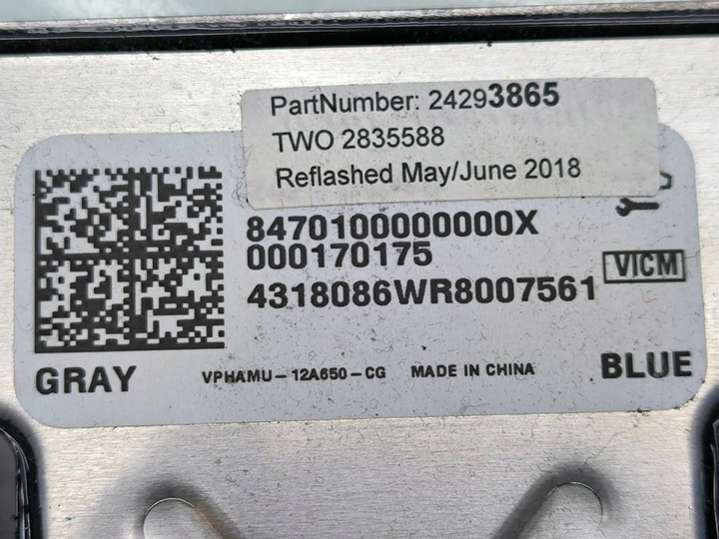 PartNumber: 24293865
TWO 2835588
Reflashed May/June 2018
8470100000000X
000170175
VICM
4318086WR8007561
GRAY
VPHAMU-12A650-CG MADE IN CHINA
BLUE